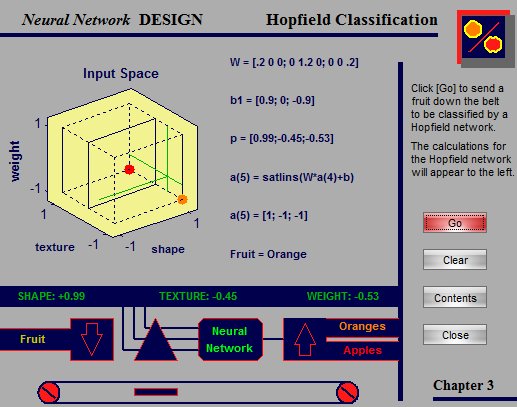 Neural Network DESIGN
Hopfield Classification
Input Space
weight
1
-1
1
texture
-1
-1
shape
1
W = [.2 0 0; 0 1.2 0; 0 0 .2]
b1 = [0.9; 0; -0.9]
p = [0.99;-0.45;-0.53]
a(5) = satlins(W*a(4)+b)
a(5) = [1; -1; -1]
Fruit = Orange
Click [Go] to send a
fruit down the belt
to be classified by a
Hopfield network.
The calculations for
the Hopfield network
will appear to the left.
Go
Clear
Contents
Close
SHAPE: +0.99
TEXTURE: -0.45
WEIGHT: -0.53
Fruit
Neural
Network
Oranges
Apples
Chapter 3